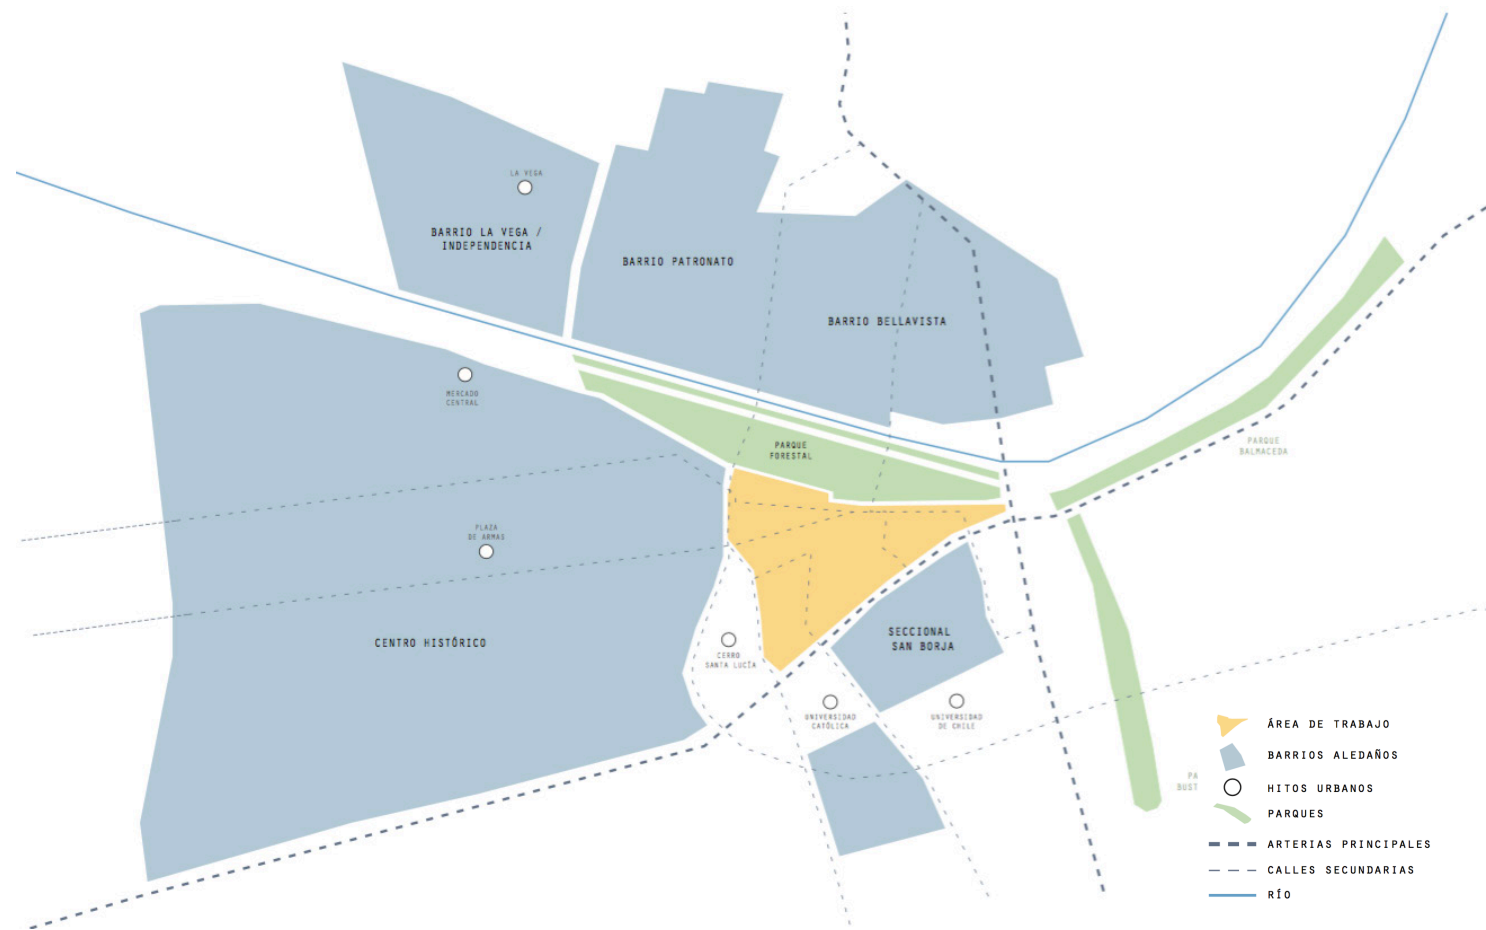 LA VEGA
BARRIO LA VEGA /
INDEPENDENCIA
BARRIO PATRONATO
BARRIO BELLAVISTA
MERCADO
CENTRAL
PARQUE
FORESTAL
PARQUE
BALMACEDA
PLAZA
DE ARMAS
CENTRO HISTÓRICO
CERRO
SANTA LUCÍA
SECCIONAL
SAN BORJA
UNIVERSIDAD
CATÓLICA
UNIVERSIDAD
DE CHILE
PA
BUST
ÁREA DE TRABAJO
BARRIOS ALEDAÑOS
HITOS URBANOS
PARQUES
ARTERIAS PRINCIPALES
CALLES SECUNDARIAS
RÍO